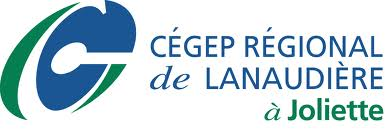 CÉGEP RÉGIONAL
de LANAUDIÈRE
à Joliette